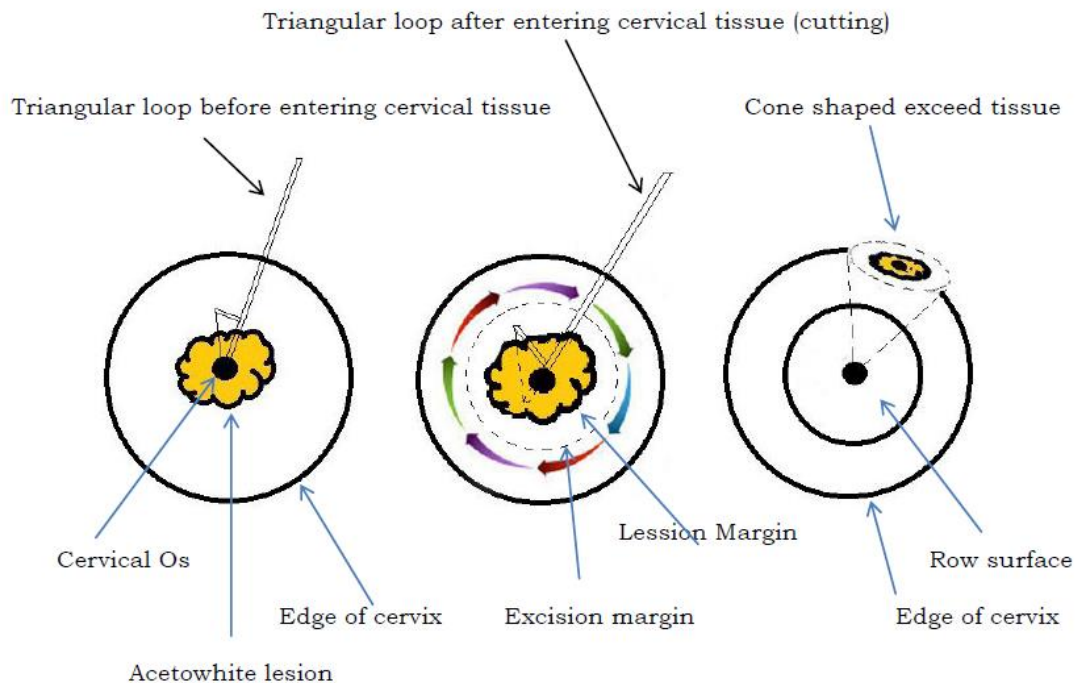 Triangular loop after entering cervical tissue (cutting)
Triangular loop before entering cervical tissue
Cone shaped exceed tissue
Lession Margin
Cervical Os
Row surface
Edge of cervix
Excision margin
Edge of cervix
Acetowhite lesion